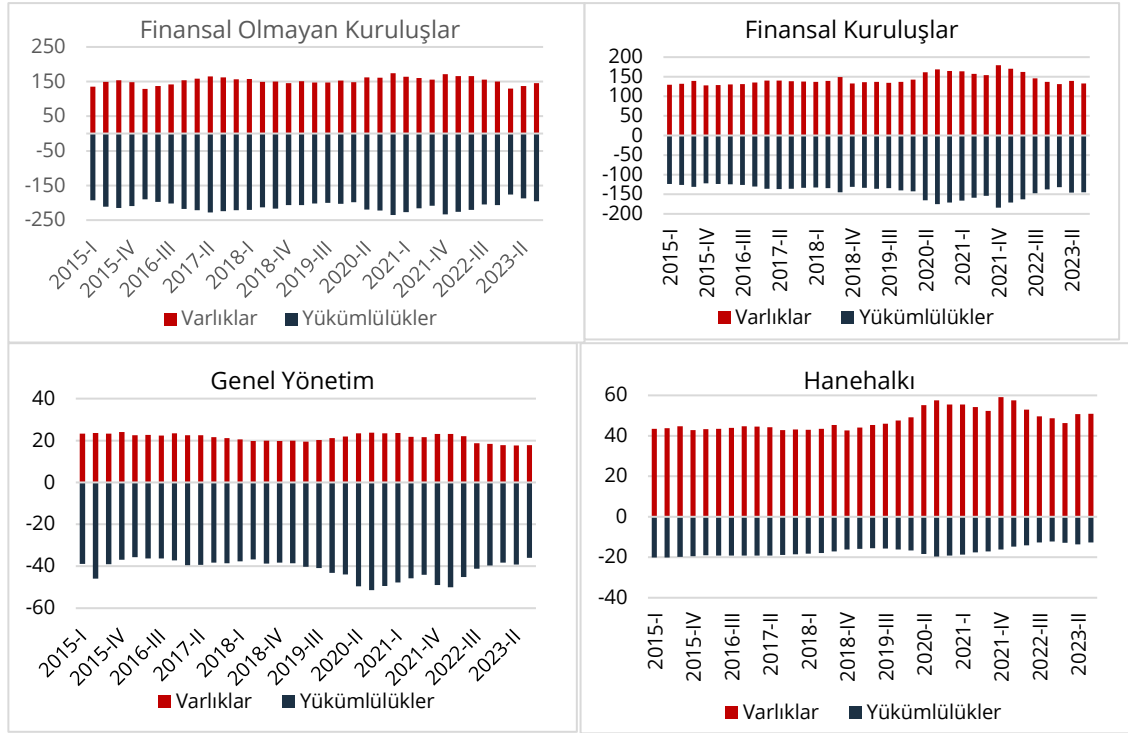 Finansal Olmayan Kuruluşlar
250
150
50
-50
-150
-250
2015-I
2015-IV
2016-III
2017-II
2018-I
2018-IV
2019-III
2020-II
2021-I
2021-IV
2022-III
2023-II
Varlıklar Yükümlülükler
Finansal Kuruluşlar
200
150
100
50
0
-50
-100
-150
-200
2015-I
2015-IV
2016-III
2017-II
2018-I
2018-IV
2019-III
2020-II
2021-I
2021-IV
2022-III
2023-II
Varlıklar Yükümlülükler
Genel Yönetim
40
20
0
-20
-40
-60
2015-I
2015-IV
2016-III
2017-II
2018-I
2018-IV
2019-III
2020-II
2021-I
2021-IV
2022-III
2023-II
Varlıklar Yükümlülükler
Hanehalkı
60
40
20
0
-20
-40
2015-I
2015-IV
2016-III
2017-II
2018-I
2018-IV
2019-III
2020-II
2021-I
2021-IV
2022-III
2023-II
Varlıklar Yükümlülükler